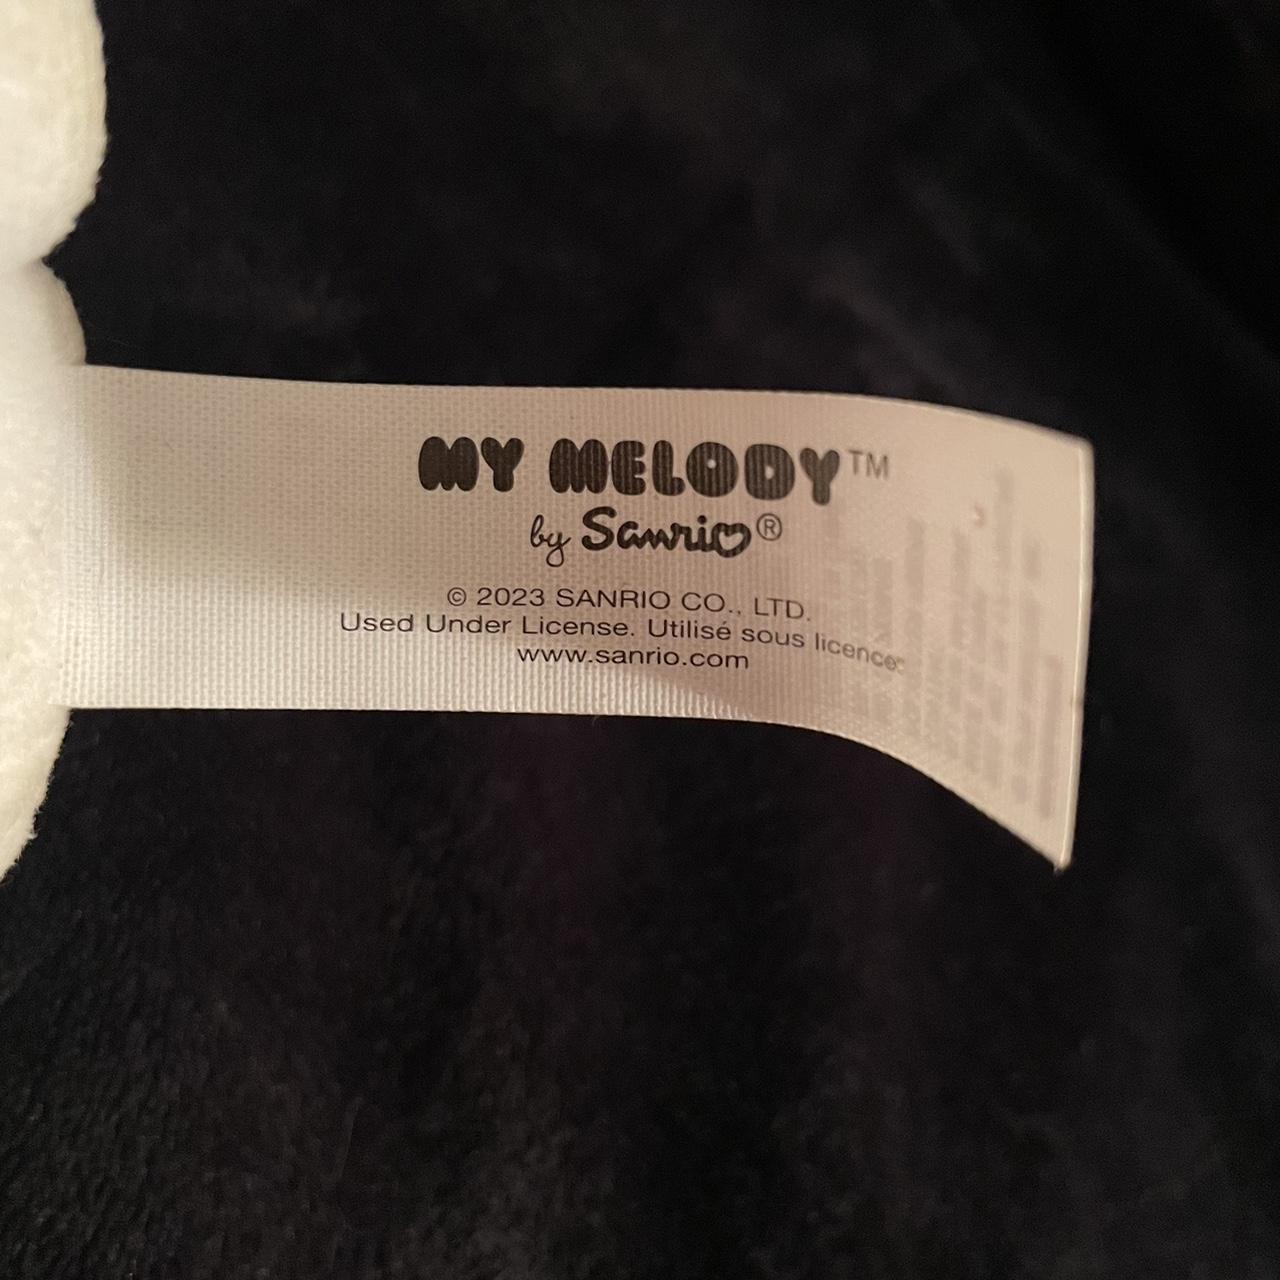 MY MELODY™
by Sanrio®
© 2023 SANRIO CO., LTD.
Used Under License. Utilisé sous licence.
www.sanrio.com